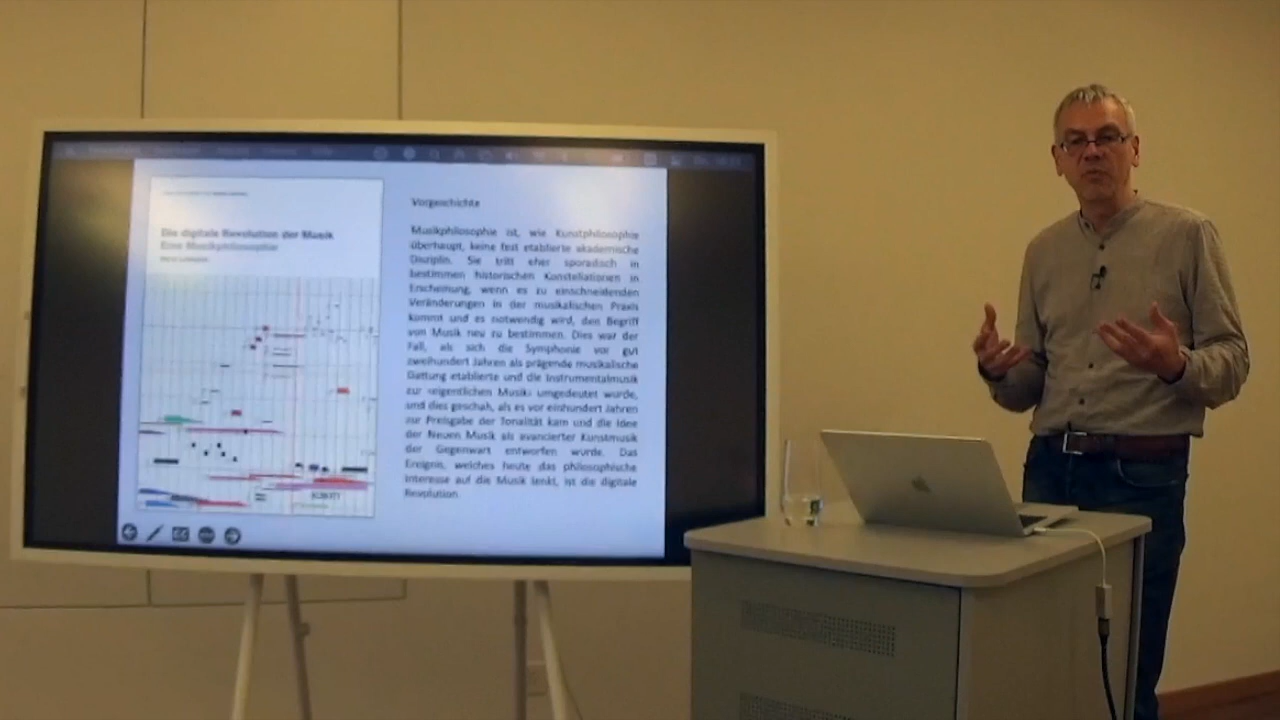 Die digitale Revolution der Musik
Eine Musikphilosophie
Vorgeschichte
Musikphilosophie ist, wie Kunstphilosophie
überhaupt, keine fest etablierte akademische
Disziplin. Sie tritt eher sporadisch in
bestimmen historischen Konstellationen in
Erscheinung, wenn es zu einschneidenden
Veränderungen in der musikalischen Praxis
kommt und es notwendig wird, den Begriff
von Musik neu zu bestimmen. Dies war der
Fall, als sich die Symphonie vor gut
zweihundert Jahren als prägende musikalische
Gattung etablierte und die Instrumentalmusik
zur ‹eigentlichen Musik› umgedeutet wurde,
und dies geschah, als es vor einhundert Jahren
zur Preisgabe der Tonalität kam und die Idee
der Neuen Musik als avancierter Kunstmusik
der Gegenwart entworfen wurde. Das
Ereignis, welches heute das philosophische
Interesse auf die Musik lenkt, ist die digitale
Revolution.